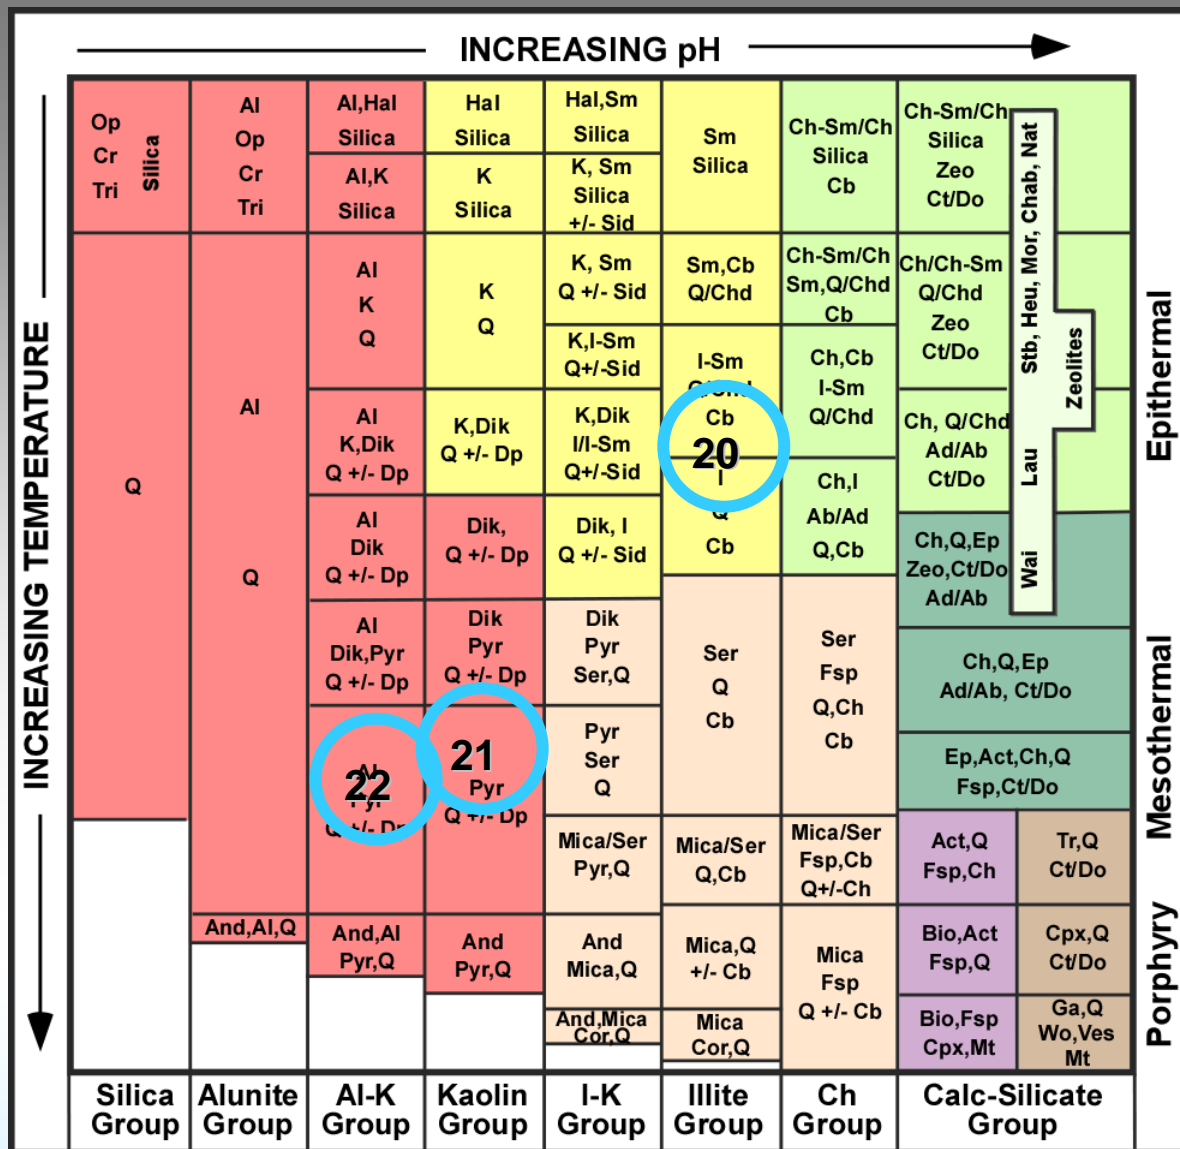 INCREASING pH
INCREASING TEMPERATURE
Op
Cr
Tri
Silica
Q
Al
Op
Cr
Tri
Al
Q
And,Al,Q
Al,Hal
Silica
Al,K
Silica
Al
K
Q
Al
K,Dik
Q +/- Dp
Al
Dik
Q +/- Dp
Al
Dik,Pyr
Q +/- Dp
22
Al
Pyr
Q +/- Dp
And,Al
Pyr,Q
Hal
Silica
K
Silica
K
Q
K,Dik
Q +/- Dp
Dik,
Q +/- Dp
Dik
Pyr
Q +/- Dp
21
Pyr
Q +/- Dp
And
Pyr,Q
Hal,Sm
Silica
K, Sm
Silica
+/- Sid
K, Sm
Q +/- Sid
K,I-Sm
Q+/-Sid
K,Dik
I/I-Sm
Q+/-Sid
Dik, I
Q +/- Sid
Dik
Pyr
Ser,Q
Pyr
Ser
Q
Mica/Ser
Pyr,Q
And
Mica,Q
And,Mica
Cor,Q
Sm
Silica
Sm,Cb
Q/Chd
I-Sm
Q/Chd
Cb
20
I
Q
Cb
Ser
Q
Cb
Mica/Ser
Q,Cb
Mica,Q
+/- Cb
Mica
Cor,Q
Ch-Sm/Ch
Silica
Cb
Ch-Sm/Ch
Sm,Q/Chd
Cb
Ch,Cb
I-Sm
Q/Chd
Ch,I
Ab/Ad
Q,Cb
Ser
Fsp
Q,Ch
Cb
Mica/Ser
Fsp,Cb
Q+/-Ch
Mica
Fsp
Q +/- Cb
Ch-Sm/Ch
Silica
Zeo
Ct/Do
Ch/Ch-Sm
Q/Chd
Zeo
Ct/Do
Ch, Q/Chd
Ad/Ab
Ct/Do
Ch,Q,Ep
Zeo,Ct/Do
Ad/Ab
Ch,Q,Ep
Ad/Ab, Ct/Do
Ep,Act,Ch,Q
Fsp,Ct/Do
Act,Q
Fsp,Ch
Bio,Act
Fsp,Q
Bio,Fsp
Cpx,Mt
Tr,Q
Ct/Do
Cpx,Q
Ct/Do
Ga,Q
Wo,Ves
Mt
Wai Lau Stb, Heu, Mor, Chab, Nat
Zeolites
Epithermal
Mesothermal
Porphyry
Silica
Group
Alunite
Group
Al-K
Group
Kaolin
Group
I-K
Group
Illite
Group
Ch
Group
Calc-Silicate
Group